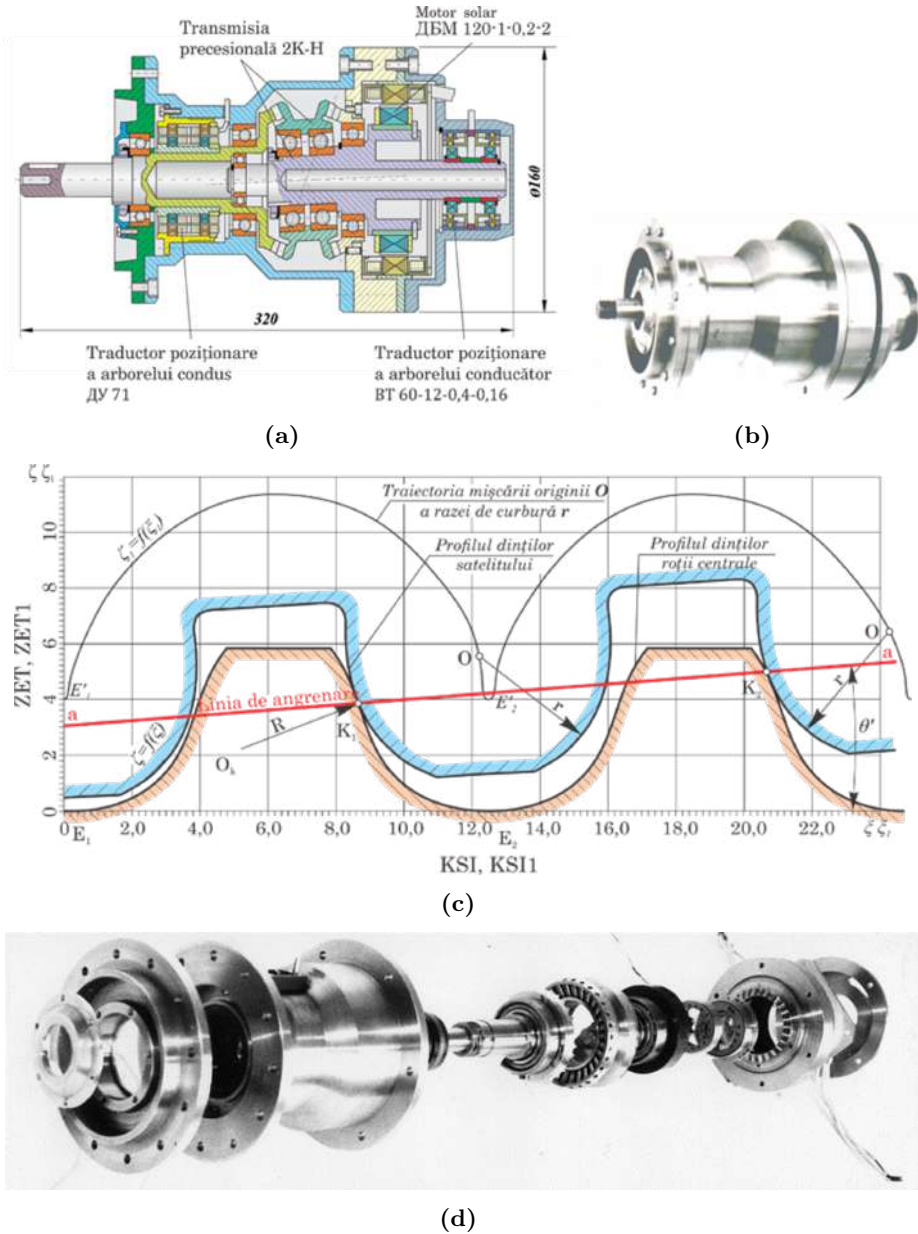 Transmisia
precesională 2K-H
Motor solar
ДБМ 120-1-0,2-2
ø160
320
Traductor poziționare
a arborelui condus
ДУ 71
Traductor poziționare
a arborelui conducător
ВТ 60-12-0,4-0,16
(a)
(b)
ζ ζ₁
ZET, ZET1
10
8
6
4
2
0
ζ₁=f(ξ₁)
Traiectoria mișcării originii O
a razei de curbură r
Profilul dinților
satelitului
Profilul dinților
roții centrale
O
O
E'₁
E'₂
a
a
Linia de angrenare
ζ=f(ξ)
R
r
r
K₁
K₂
Oₖ
θ'
0
2,0
4,0
6,0
8,0
10,0
12,0
14,0
16,0
18,0
20,0
22,0
ξ ξ₁
E₁
E₂
KSI, KSI1
(c)
(d)